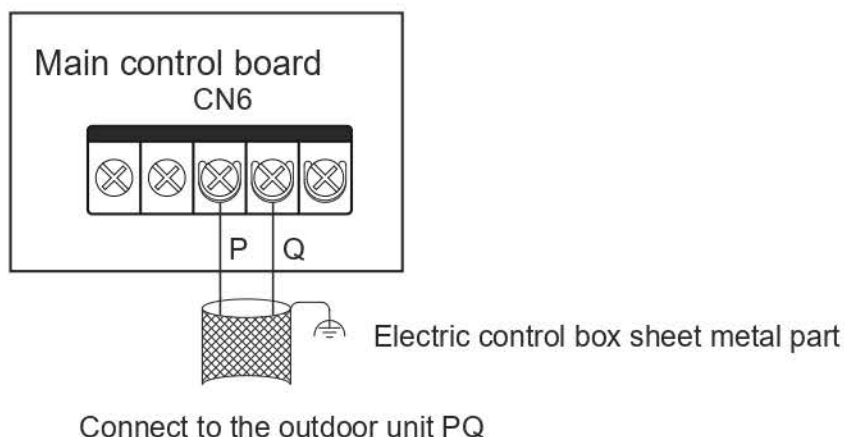 Main control board
CN6
P Q
Electric control box sheet metal part
Connect to the outdoor unit PQ